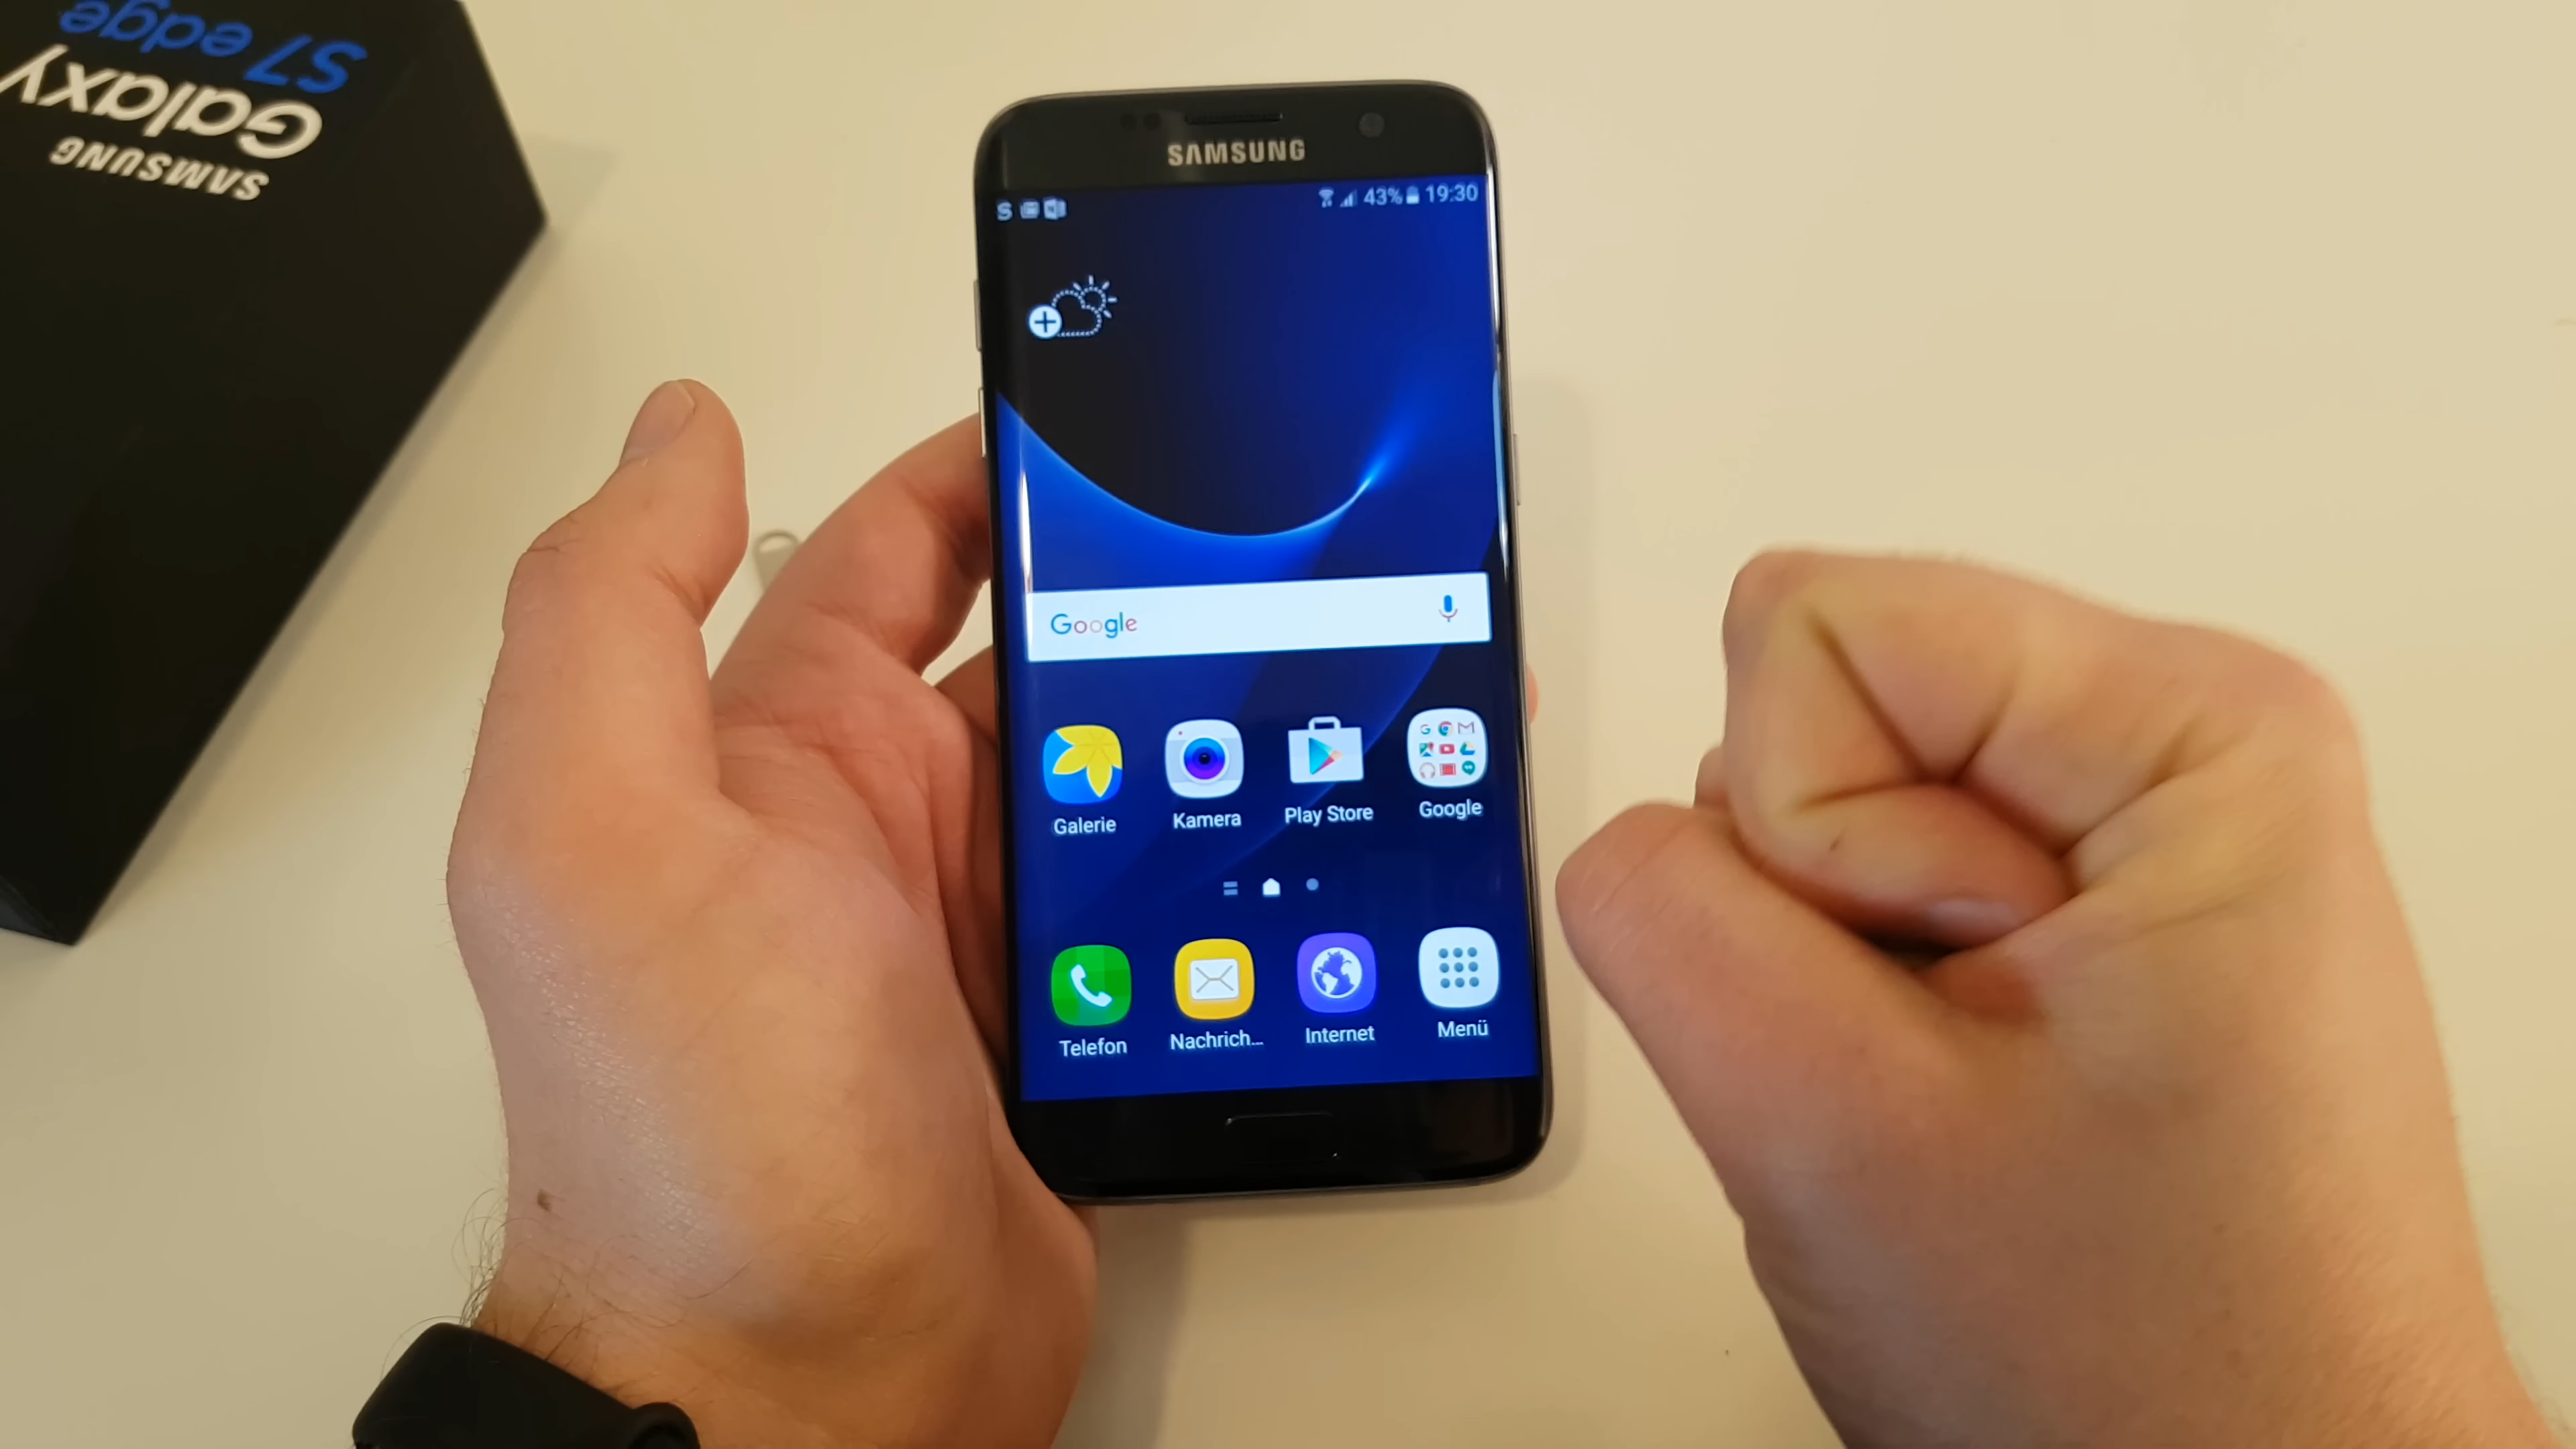 SAMSUNG
Galaxy
S7 edge
SAMSUNG
43% 19:30
Google
Galerie
Kamera
Play Store
Google
Telefon
Nachrich...
Internet
Menü